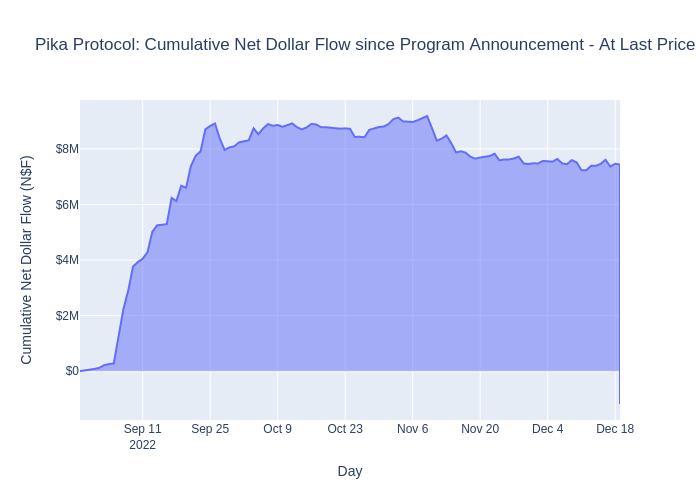 Pika Protocol: Cumulative Net Dollar Flow since Program Announcement - At Last Price
Cumulative Net Dollar Flow (N$F)
$8M
$6M
$4M
$2M
$0
Sep 11
2022
Sep 25
Oct 9
Oct 23
Nov 6
Nov 20
Dec 4
Dec 18
Day